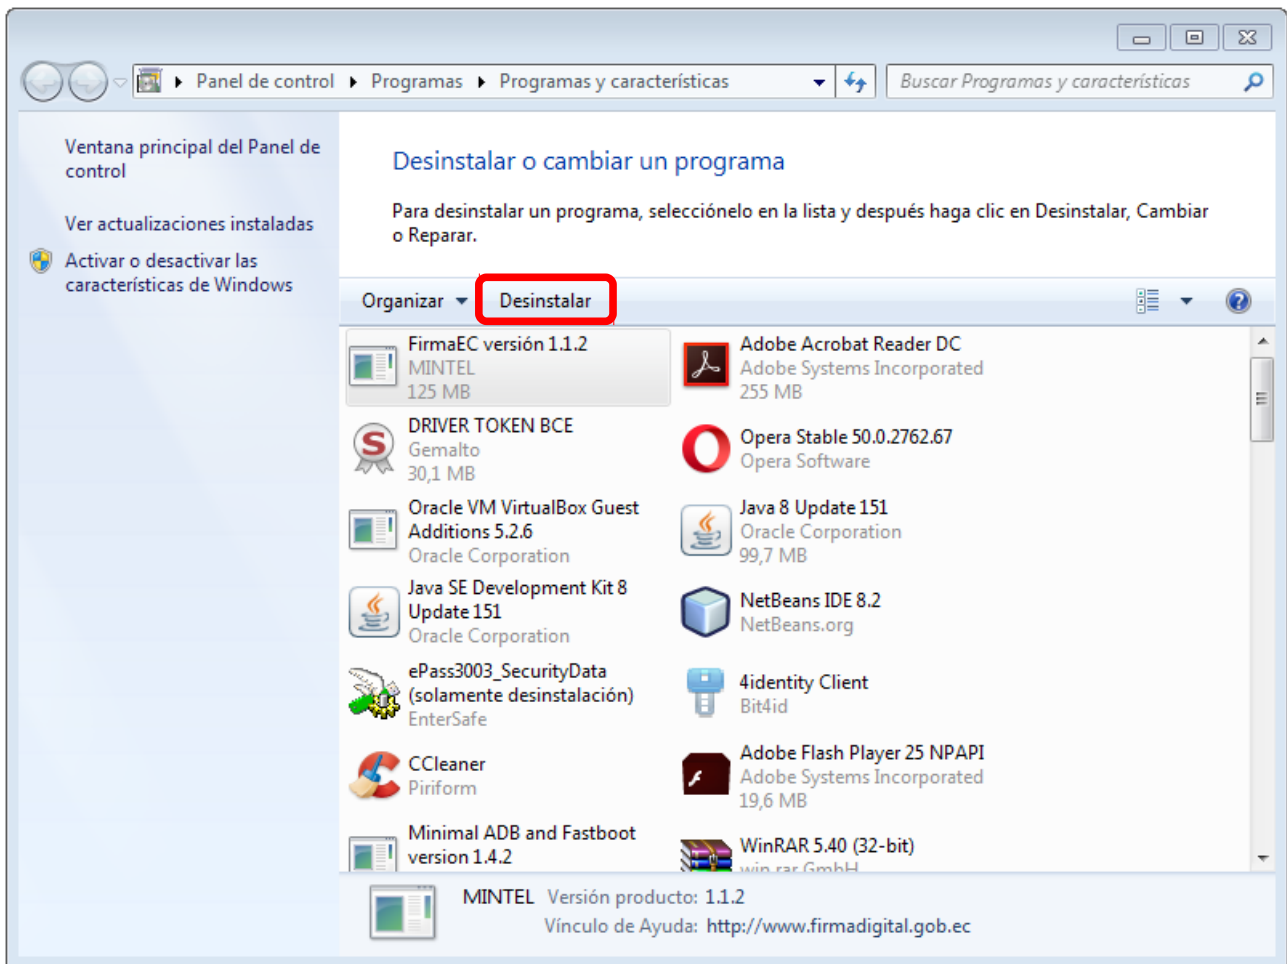 Panel de control
Programas
Programas y características
Buscar Programas y características
Ventana principal del Panel de
control
Ver actualizaciones instaladas
Activar o desactivar las
características de Windows
Desinstalar o cambiar un programa
Para desinstalar un programa, selecciónelo en la lista y después haga clic en Desinstalar, Cambiar
o Reparar.
Organizar
Desinstalar
FirmaEC versión 1.1.2
MINTEL
125 MB
Adobe Acrobat Reader DC
Adobe Systems Incorporated
255 MB
DRIVER TOKEN BCE
Gemalto
30,1 MB
Opera Stable 50.0.2762.67
Opera Software
Oracle VM VirtualBox Guest
Additions 5.2.6
Oracle Corporation
Java 8 Update 151
Oracle Corporation
99,7 MB
Java SE Development Kit 8
Update 151
Oracle Corporation
NetBeans IDE 8.2
NetBeans.org
ePass3003_SecurityData
(solamente desinstalación)
EnterSafe
4identity Client
Bit4id
CCleaner
Piriform
Adobe Flash Player 25 NPAPI
Adobe Systems Incorporated
19,6 MB
Minimal ADB and Fastboot
version 1.4.2
WinRAR 5.40 (32-bit)
win.rar GmbH
MINTEL Versión producto: 1.1.2
Vínculo de Ayuda: http://www.firmadigital.gob.ec